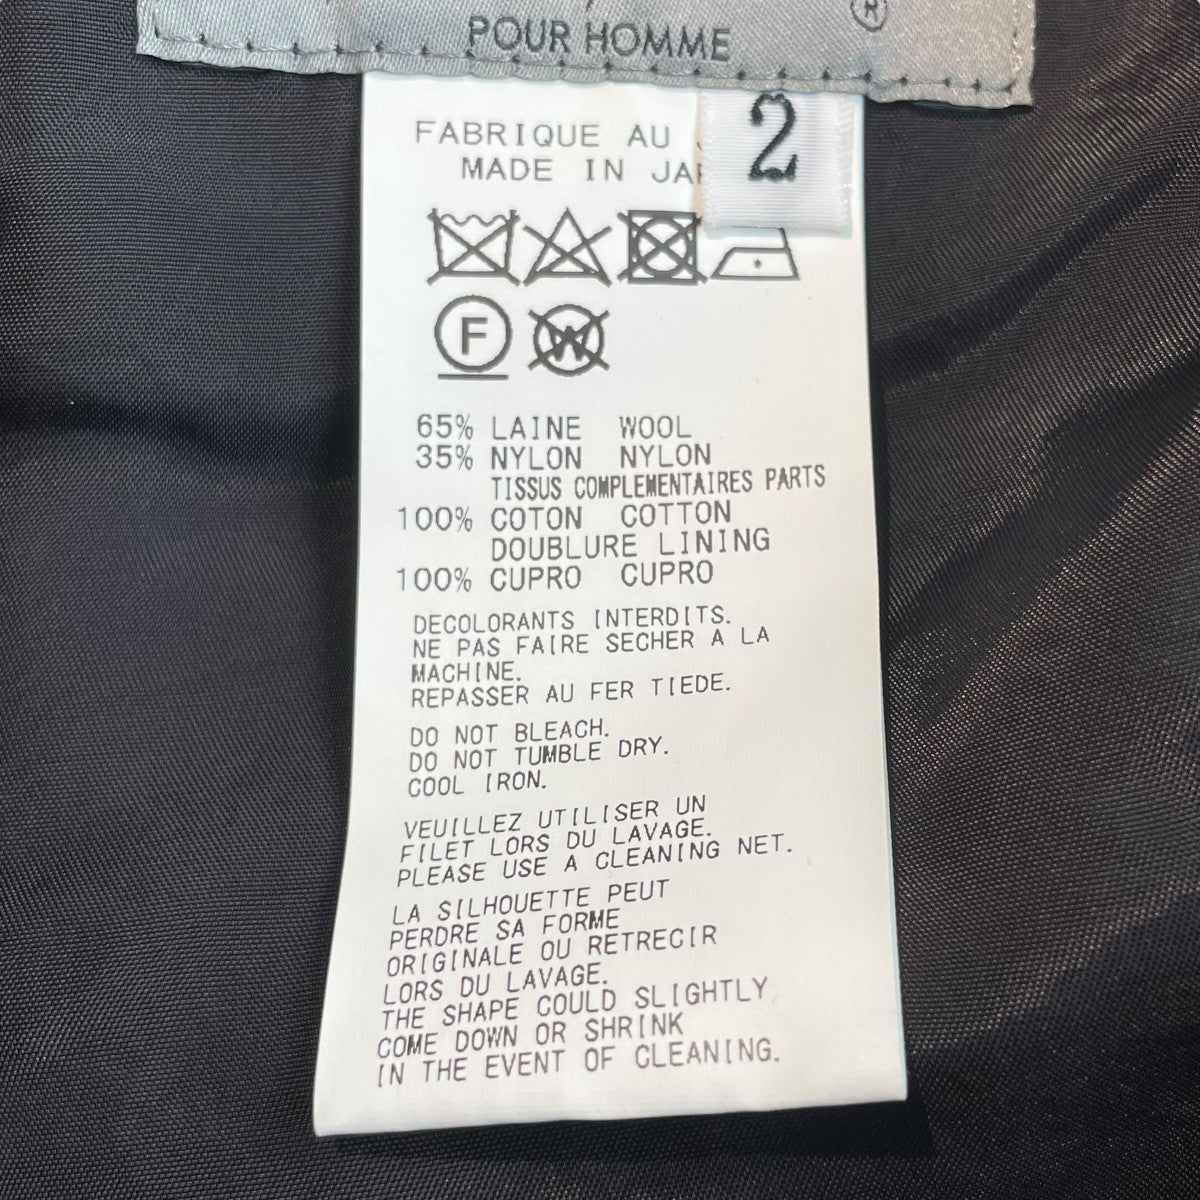 POUR HOMME
®
2
FABRIQUE AU
MADE IN
F
W
65% LAINE WOOL
35% NYLON NYLON
TISSUS COMPLEMENTAIRES PARTS
100% COTON COTTON
DOUBLURE LINING
100% CUPRO CUPRO
DECOLORANTS INTERDITS.
NE PAS FAIRE SECHER A LA
MACHINE.
REPASSER AU FER TIEDE.
DO NOT BLEACH.
DO NOT TUMBLE DRY.
COOL IRON.
VEUILLEZ UTILISER UN
FILET LORS DU LAVAGE.
PLEASE USE A CLEANING NET.
LA SILHOUETTE PEUT
PERDRE SA FORME
ORIGINALE OU RETRECIR
LORS DU LAVAGE.
THE SHAPE COULD SLIGHTLY
COME DOWN OR SHRINK
IN THE EVENT OF CLEANING.